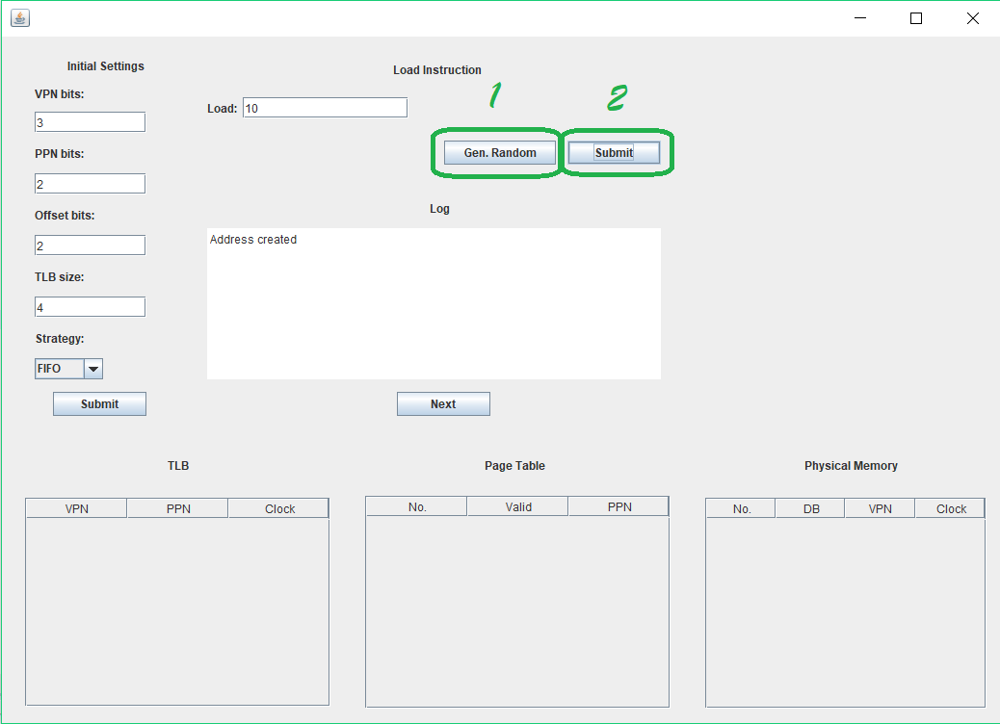 Initial Settings
Load Instruction
VPN bits:
1
2
Load: 10
3
PPN bits:
Gen. Random
Submit
2
Offset bits:
Log
2
Address created
TLB size:
4
Strategy:
FIFO
Submit
Next
TLB
Page Table
Physical Memory
VPN PPN Clock
No. Valid PPN
No. DB VPN Clock